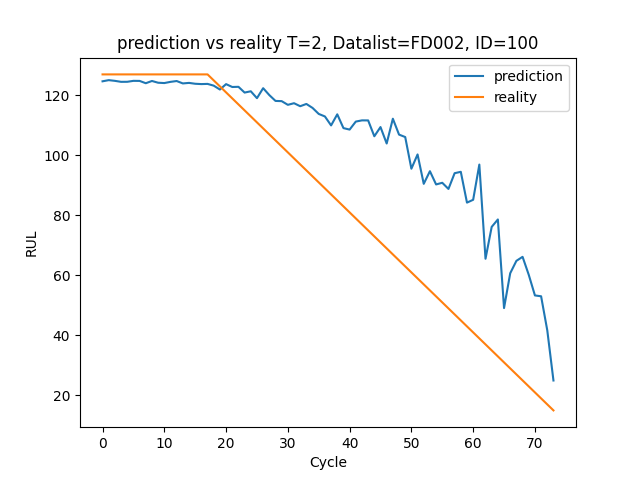 prediction vs reality T=2, Datalist=FD002, ID=100
prediction
reality
120
100
80
60
40
20
RUL
0 10 20 30 40 50 60 70
Cycle